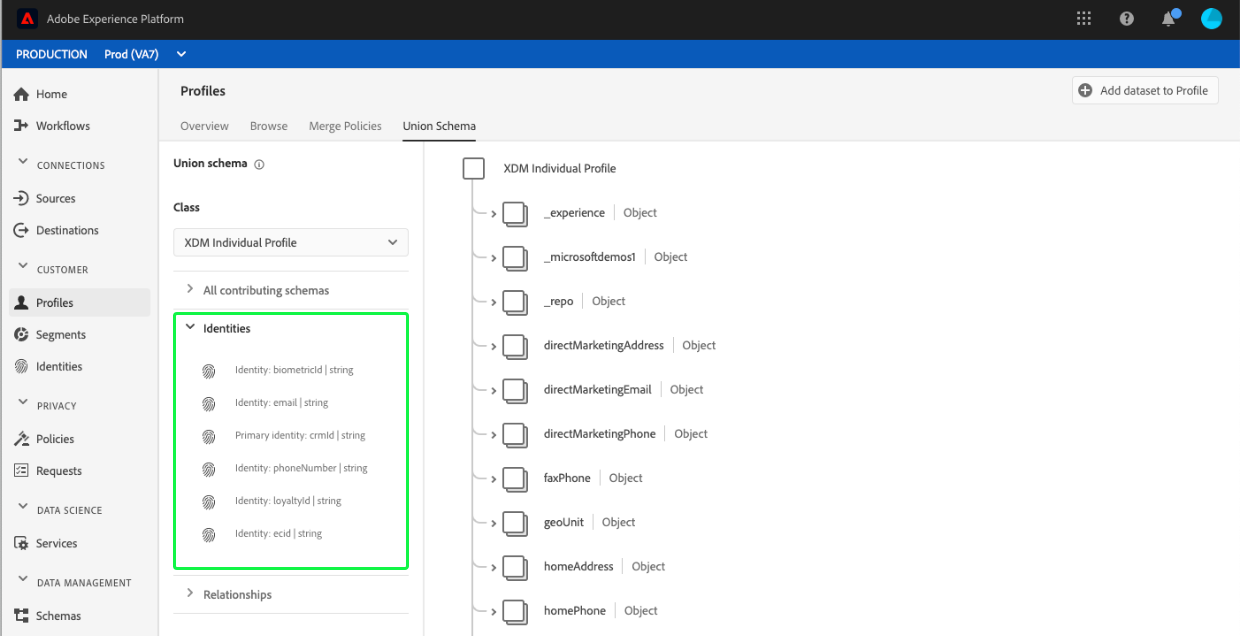 Adobe Experience Platform
PRODUCTION Prod (VA7)
Home
Workflows
CONNECTIONS
Sources
Destinations
CUSTOMER
Profiles
Segments
Identities
PRIVACY
Policies
Requests
DATA SCIENCE
Services
DATA MANAGEMENT
Schemas
Profiles
Add dataset to Profile
Overview Browse Merge Policies Union Schema
Union schema
Class
XDM Individual Profile
All contributing schemas
Identities
Identity: biometricId | string
Identity: email | string
Primary identity: crmId | string
Identity: phoneNumber | string
Identity: loyaltyId | string
Identity: ecid | string
Relationships
XDM Individual Profile
_experience Object
_microsoftdemos1 Object
_repo Object
directMarketingAddress Object
directMarketingEmail Object
directMarketingPhone Object
faxPhone Object
geoUnit Object
homeAddress Object
homePhone Object